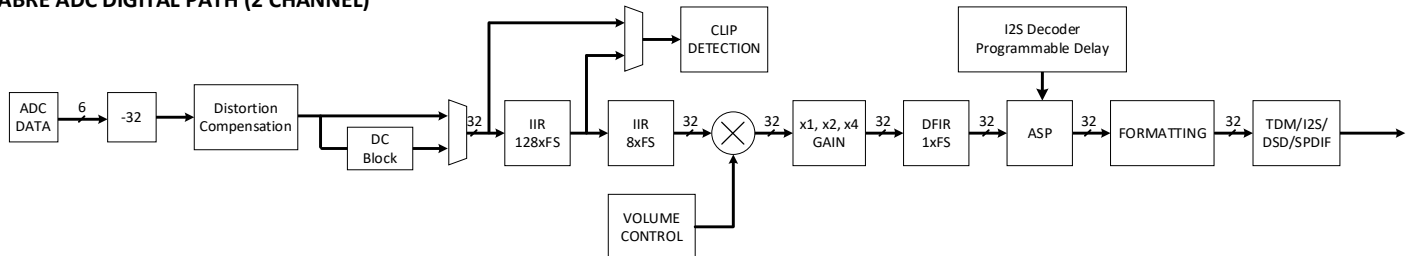 ABRE ADC DIGITAL PATH (2 CHANNEL)
CLIP
DETECTION
I2S Decoder
Programmable Delay
ADC
DATA
6
-32
Distortion
Compensation
DC
Block
32
IIR
128xFS
IIR
8xFS
32
32
x1, x2, x4
GAIN
32
DFIR
1xFS
32
ASP
32
FORMATTING
32
TDM/I2S/
DSD/SPDIF
VOLUME
CONTROL